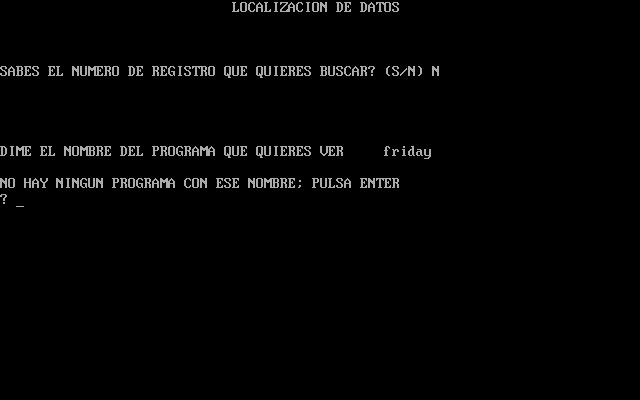 LOCALIZACION DE DATOS
SABES EL NUMERO DE REGISTRO QUE QUIERES BUSCAR? (S/N) N
DIME EL NOMBRE DEL PROGRAMA QUE QUIERES VER friday
NO HAY NINGUN PROGRAMA CON ESE NOMBRE; PULSA ENTER
? _